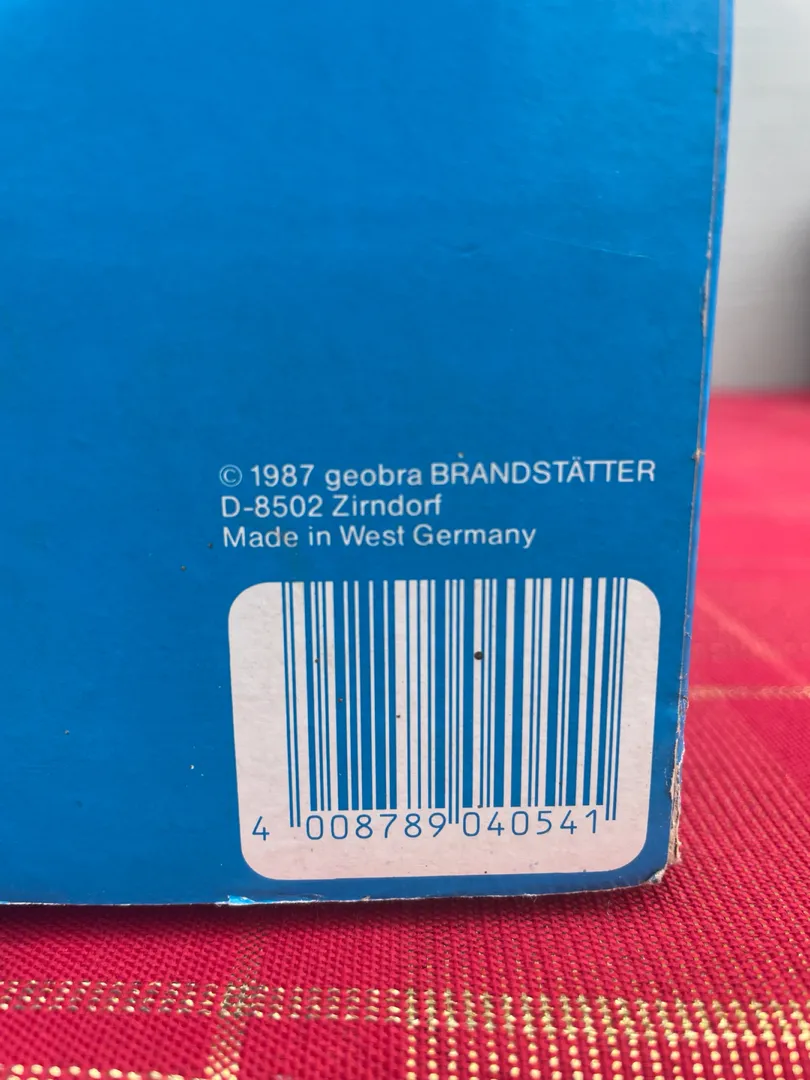 © 1987 geobra BRANDSTÄTTER
D-8502 Zirndorf
Made in West Germany
4 008789 040541